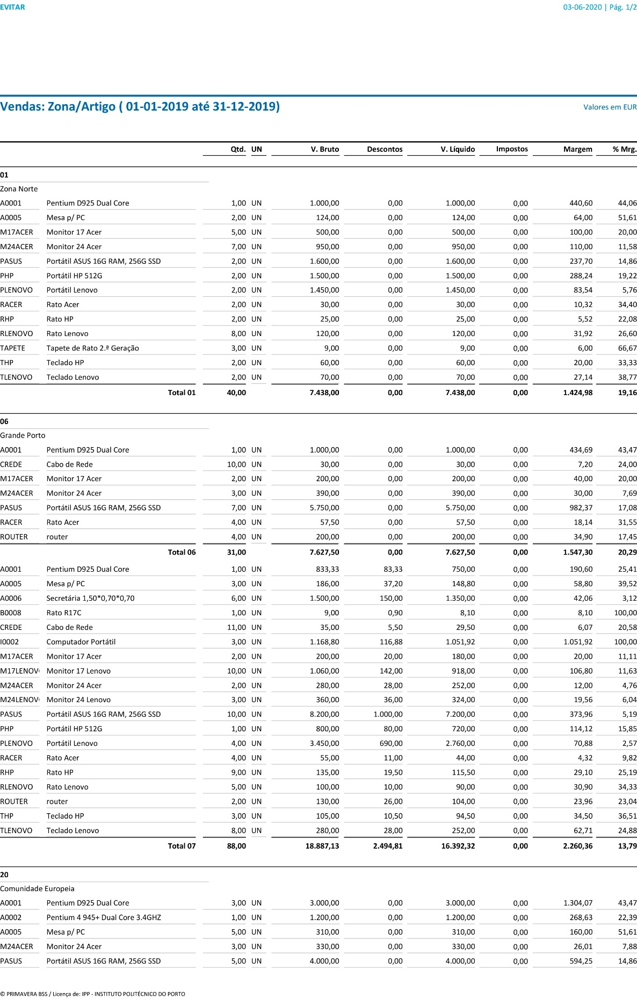 EVITAR 03-06-2020 | Pág. 1/2
Vendas: Zona/Artigo ( 01-01-2019 até 31-12-2019) Valores em EUR
Qtd. UN V. Bruto Descontos V. Líquido Impostos Margem % Mrg.
01
Zona Norte
A0001 Pentium D925 Dual Core 1,00 UN 1.000,00 0,00 1.000,00 0,00 440,60 44,06
A0005 Mesa p/ PC 2,00 UN 124,00 0,00 124,00 0,00 64,00 51,61
M17ACER Monitor 17 Acer 5,00 UN 500,00 0,00 500,00 0,00 100,00 20,00
M24ACER Monitor 24 Acer 7,00 UN 950,00 0,00 950,00 0,00 110,00 11,58
PASUS Portátil ASUS 16G RAM, 256G SSD 2,00 UN 1.600,00 0,00 1.600,00 0,00 237,70 14,86
PHP Portátil HP 512G 2,00 UN 1.500,00 0,00 1.500,00 0,00 288,24 19,22
PLENOVO Portátil Lenovo 2,00 UN 1.450,00 0,00 1.450,00 0,00 83,54 5,76
RACER Rato Acer 2,00 UN 30,00 0,00 30,00 0,00 10,32 34,40
RHP Rato HP 2,00 UN 25,00 0,00 25,00 0,00 5,52 22,08
RLENOVO Rato Lenovo 8,00 UN 120,00 0,00 120,00 0,00 31,92 26,60
TAPETE Tapete de Rato 2.ª Geração 3,00 UN 9,00 0,00 9,00 0,00 6,00 66,67
THP Teclado HP 2,00 UN 60,00 0,00 60,00 0,00 20,00 33,33
TLENOVO Teclado Lenovo 2,00 UN 70,00 0,00 70,00 0,00 27,14 38,77
Total 01 40,00 7.438,00 0,00 7.438,00 0,00 1.424,98 19,16
06
Grande Porto
A0001 Pentium D925 Dual Core 1,00 UN 1.000,00 0,00 1.000,00 0,00 434,69 43,47
CREDE Cabo de Rede 10,00 UN 30,00 0,00 30,00 0,00 7,20 24,00
M17ACER Monitor 17 Acer 2,00 UN 200,00 0,00 200,00 0,00 40,00 20,00
M24ACER Monitor 24 Acer 3,00 UN 390,00 0,00 390,00 0,00 30,00 7,69
PASUS Portátil ASUS 16G RAM, 256G SSD 7,00 UN 5.750,00 0,00 5.750,00 0,00 982,37 17,08
RACER Rato Acer 4,00 UN 57,50 0,00 57,50 0,00 18,14 31,55
ROUTER router 4,00 UN 200,00 0,00 200,00 0,00 34,90 17,45
Total 06 31,00 7.627,50 0,00 7.627,50 0,00 1.547,30 20,29
A0001 Pentium D925 Dual Core 1,00 UN 833,33 83,33 750,00 0,00 190,60 25,41
A0005 Mesa p/ PC 3,00 UN 186,00 37,20 148,80 0,00 58,80 39,52
A0006 Secretária 1,50*0,70*0,70 6,00 UN 1.500,00 150,00 1.350,00 0,00 42,06 3,12
B0008 Rato R17C 1,00 UN 9,00 0,90 8,10 0,00 8,10 100,00
CREDE Cabo de Rede 11,00 UN 35,00 5,50 29,50 0,00 6,07 20,58
I0002 Computador Portátil 3,00 UN 1.168,80 116,88 1.051,92 0,00 1.051,92 100,00
M17ACER Monitor 17 Acer 2,00 UN 200,00 20,00 180,00 0,00 20,00 11,11
M17LENOV Monitor 17 Lenovo 10,00 UN 1.060,00 142,00 918,00 0,00 106,80 11,63
M24ACER Monitor 24 Acer 2,00 UN 280,00 28,00 252,00 0,00 12,00 4,76
M24LENOV Monitor 24 Lenovo 3,00 UN 360,00 36,00 324,00 0,00 19,56 6,04
PASUS Portátil ASUS 16G RAM, 256G SSD 10,00 UN 8.200,00 1.000,00 7.200,00 0,00 373,96 5,19
PHP Portátil HP 512G 1,00 UN 800,00 80,00 720,00 0,00 114,12 15,85
PLENOVO Portátil Lenovo 4,00 UN 3.450,00 690,00 2.760,00 0,00 70,88 2,57
RACER Rato Acer 4,00 UN 55,00 11,00 44,00 0,00 4,32 9,82
RHP Rato HP 9,00 UN 135,00 19,50 115,50 0,00 29,10 25,19
RLENOVO Rato Lenovo 5,00 UN 100,00 10,00 90,00 0,00 30,90 34,33
ROUTER router 2,00 UN 130,00 26,00 104,00 0,00 23,96 23,04
THP Teclado HP 3,00 UN 105,00 10,50 94,50 0,00 34,50 36,51
TLENOVO Teclado Lenovo 8,00 UN 280,00 28,00 252,00 0,00 62,71 24,88
Total 07 88,00 18.887,13 2.494,81 16.392,32 0,00 2.260,36 13,79
20
Comunidade Europeia
A0001 Pentium D925 Dual Core 3,00 UN 3.000,00 0,00 3.000,00 0,00 1.304,07 43,47
A0002 Pentium 4 945+ Dual Core 3.4GHZ 1,00 UN 1.200,00 0,00 1.200,00 0,00 268,63 22,39
A0005 Mesa p/ PC 5,00 UN 310,00 0,00 310,00 0,00 160,00 51,61
M24ACER Monitor 24 Acer 3,00 UN 330,00 0,00 330,00 0,00 26,01 7,88
PASUS Portátil ASUS 16G RAM, 256G SSD 5,00 UN 4.000,00 0,00 4.000,00 0,00 594,25 14,86
© PRIMAVERA BSS / Licença de: IPP - INSTITUTO POLITÉCNICO DO PORTO